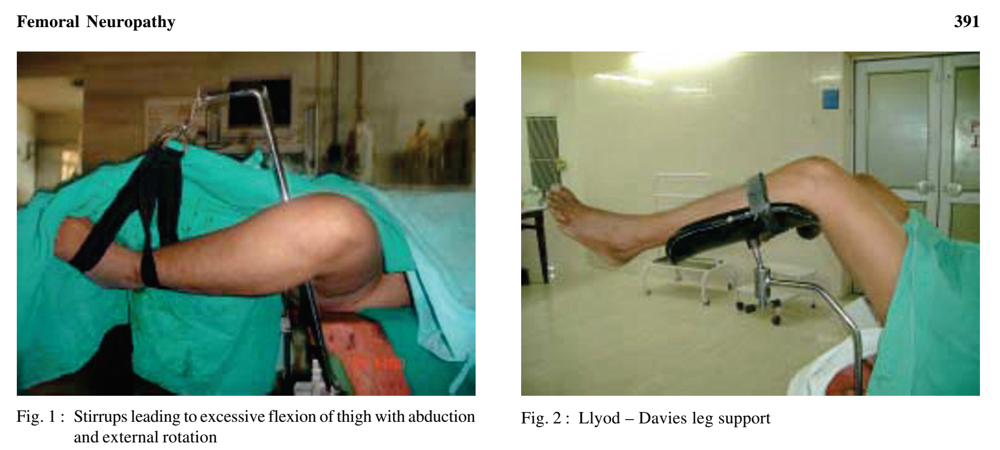 Femoral Neuropathy
391
Fig. 1 : Stirrups leading to excessive flexion of thigh with abduction
and external rotation
Fig. 2 : Llyod – Davies leg support